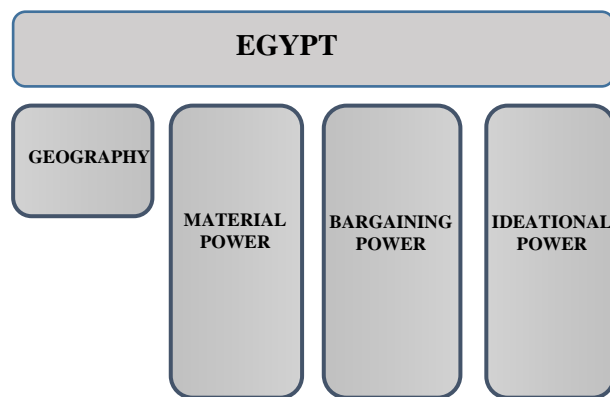 EGYPT
GEOGRAPHY
MATERIAL
POWER
BARGAINING
POWER
IDEATIONAL
POWER